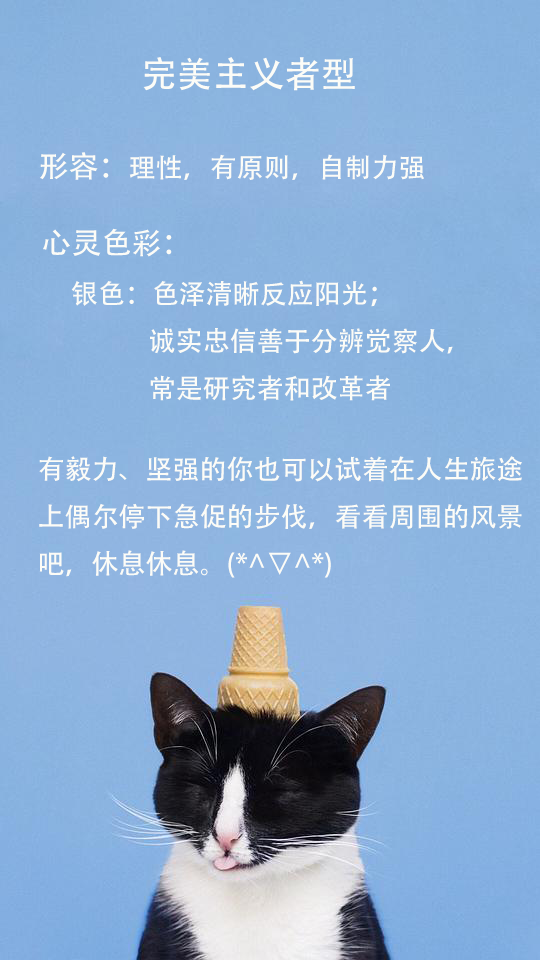 完美主义者型
形容：理性，有原则，自制力强
心灵色彩：
银色：色泽清晰反应阳光；
诚实忠信善于分辨觉察人，
常是研究者和改革者
有毅力、坚强的你也可以试着在人生旅途
上偶尔停下急促的步伐，看看周围的风景
吧，休息休息。(*^▽^*)